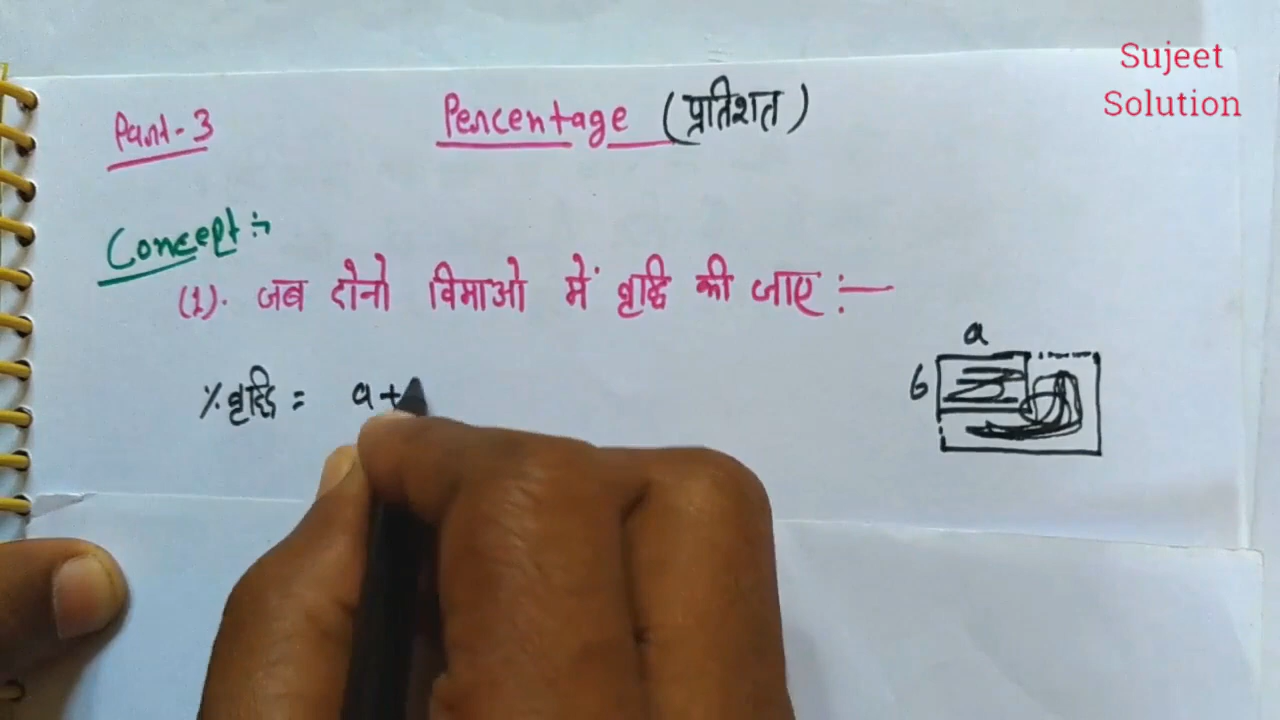 Sujeet
Solution
Part-3
Percentage (प्रतिशत)
Concept:-
(1). जब दोनो विमाओ में वृद्धि की जाए :-
% वृद्धि = a+
a
b